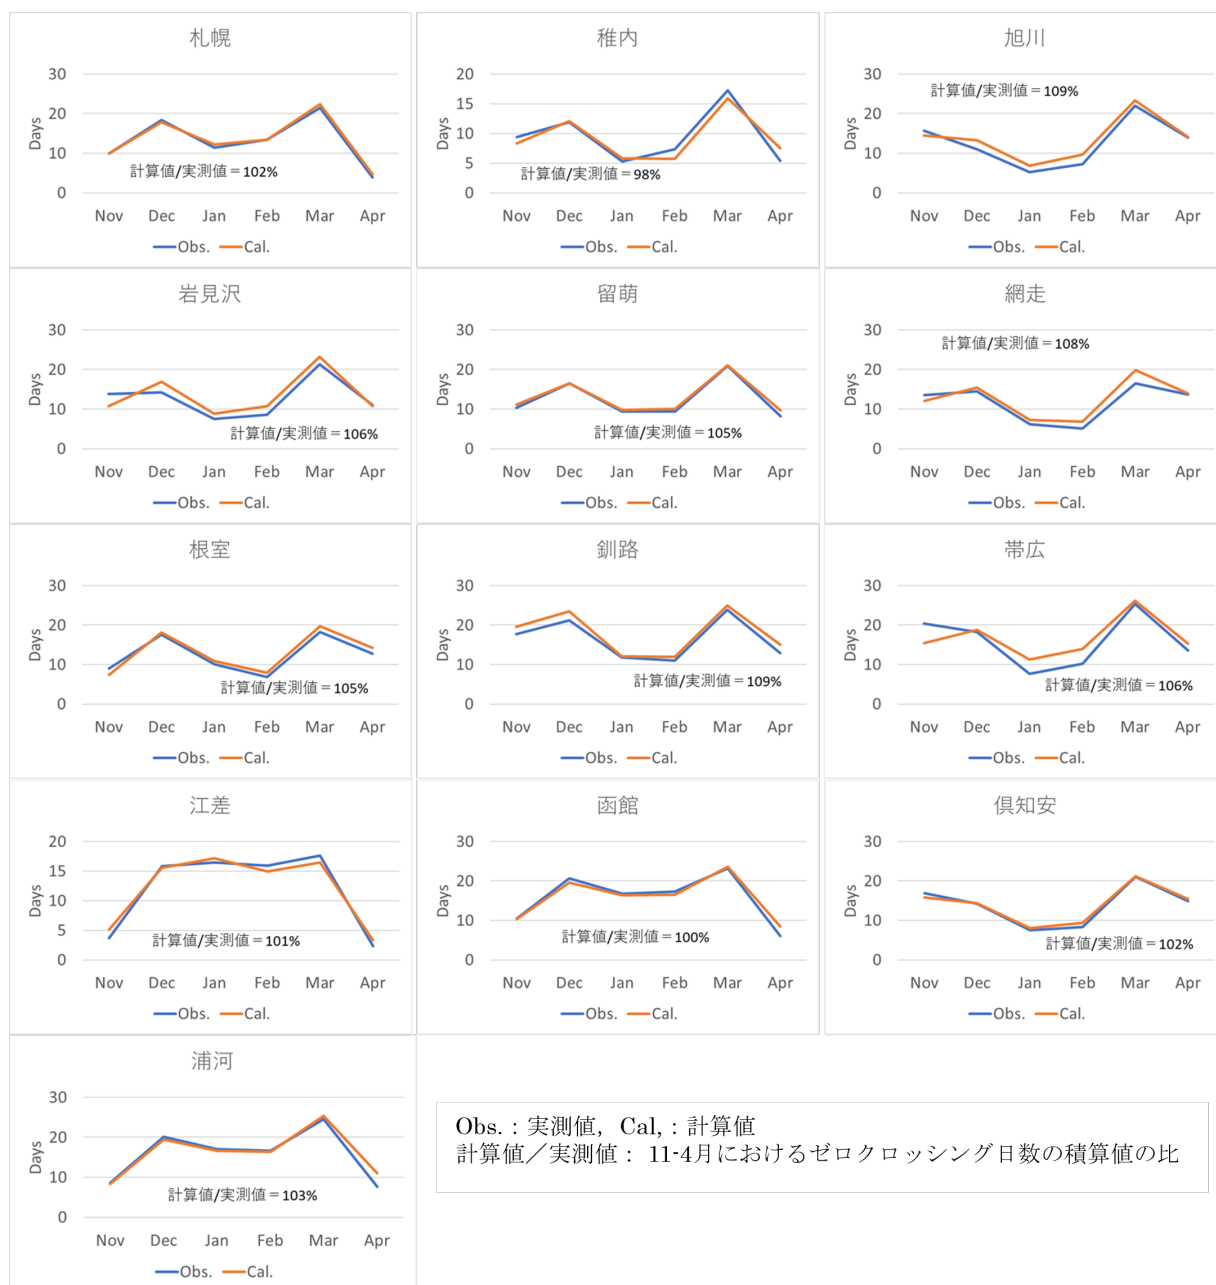 札幌
30
20
10
0
Days
計算値/実測値＝102%
Nov Dec Jan Feb Mar Apr
Obs. Cal.
稚内
20
15
10
5
0
Days
計算値/実測値＝98%
Nov Dec Jan Feb Mar Apr
Obs. Cal.
旭川
30
20
10
0
Days
計算値/実測値＝109%
Nov Dec Jan Feb Mar Apr
Obs. Cal.
岩見沢
30
20
10
0
Days
計算値/実測値＝106%
Nov Dec Jan Feb Mar Apr
Obs. Cal.
留萌
30
20
10
0
Days
計算値/実測値＝105%
Nov Dec Jan Feb Mar Apr
Obs. Cal.
網走
30
20
10
0
Days
計算値/実測値＝108%
Nov Dec Jan Feb Mar Apr
Obs. Cal.
根室
30
20
10
0
Days
計算値/実測値＝105%
Nov Dec Jan Feb Mar Apr
Obs. Cal.
釧路
30
20
10
0
Days
計算値/実測値＝109%
Nov Dec Jan Feb Mar Apr
Obs. Cal.
帯広
30
20
10
0
Days
計算値/実測値＝106%
Nov Dec Jan Feb Mar Apr
Obs. Cal.
江差
20
15
10
5
0
Days
計算値/実測値＝101%
Nov Dec Jan Feb Mar Apr
Obs. Cal.
函館
30
20
10
0
Days
計算値/実測値＝100%
Nov Dec Jan Feb Mar Apr
Obs. Cal.
倶知安
30
20
10
0
Days
計算値/実測値＝102%
Nov Dec Jan Feb Mar Apr
Obs. Cal.
浦河
30
20
10
0
Days
計算値/実測値＝103%
Nov Dec Jan Feb Mar Apr
Obs. Cal.
Obs.：実測値，Cal,：計算値
計算値／実測値： 11-4月におけるゼロクロッシング日数の積算値の比